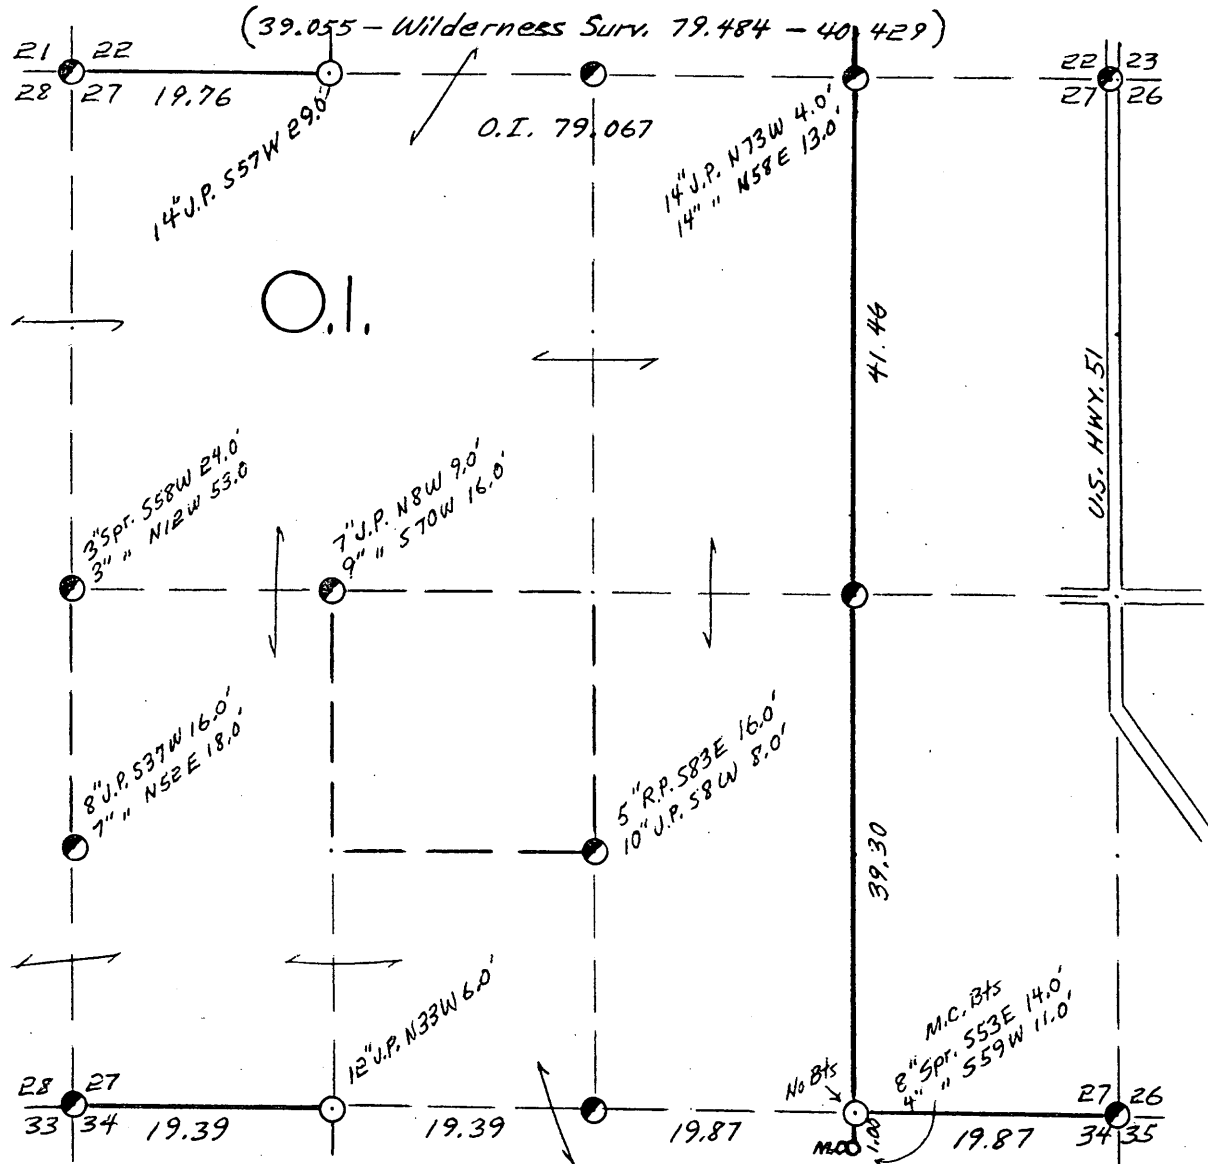 (39.055 – Wilderness Surv. 79.484 – 40.429)
21 22
28 27 19.76
22 23
27 26
O.I. 79.067
14" J.P. S57W 29.0'
14" J.P. N73W 4.0'
14" " N58E 13.0'
O.I.
41.46
U.S. HWY. 51
3" Spr. S58W 24.0'
3" " N12W 53.0
7" J.P. N8W 9.0'
9" " S70W 16.0'
8" J.P. S37W 16.0'
7" " N52E 18.0'
5" R.P. S83E 16.0'
10" J.P. S8W 8.0'
39.30
12" J.P. N33W 6.0'
M.C. Bts
8" Spr. S53E 14.0'
4" " S59W 11.0'
No Bts
28 27
33 34 19.39
19.39
19.87
M.C.
1.00
19.87
27 26
34 35